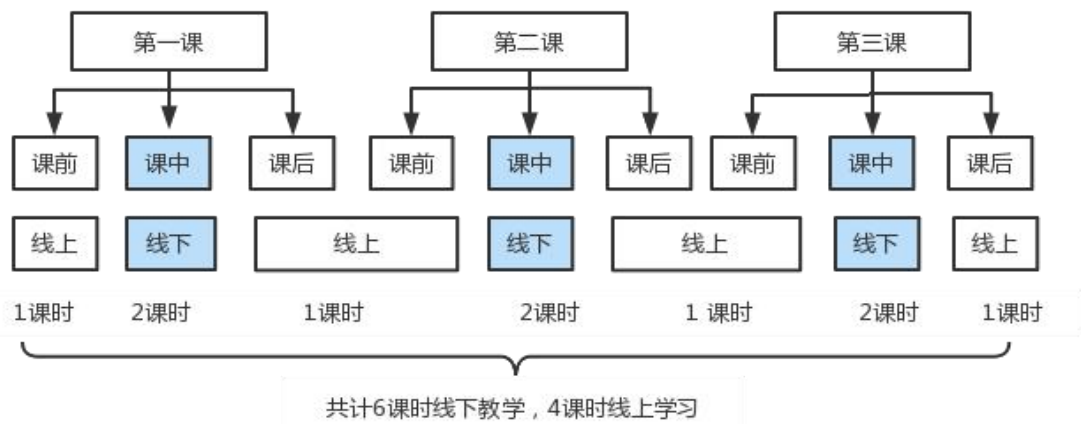 第一课 第二课 第三课
课前 课中 课后 课前 课中 课后 课前 课中 课后
线上 线下 线上 线下 线上 线下 线上
1课时 2课时 1课时 2课时 1 课时 2课时 1课时
共计6课时线下教学，4课时线上学习